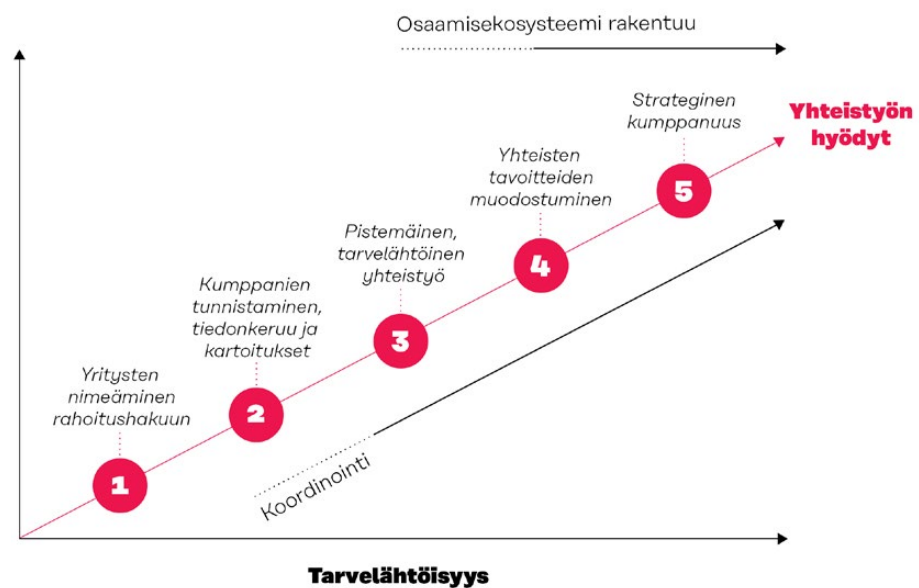 Osaamisekosysteemi rakentuu
Strateginen
kumppanuus
Yhteistyön
hyödyt
Yhteisten
tavoitteiden
muodostuminen
5
Pistemäinen,
tarvelähtöinen
yhteistyö
4
Kumppanien
tunnistaminen,
tiedonkeruu ja
kartoitukset
3
Yritysten
nimeäminen
rahoitushakuun
2
Koordinointi
1
Tarvelähtöisyys